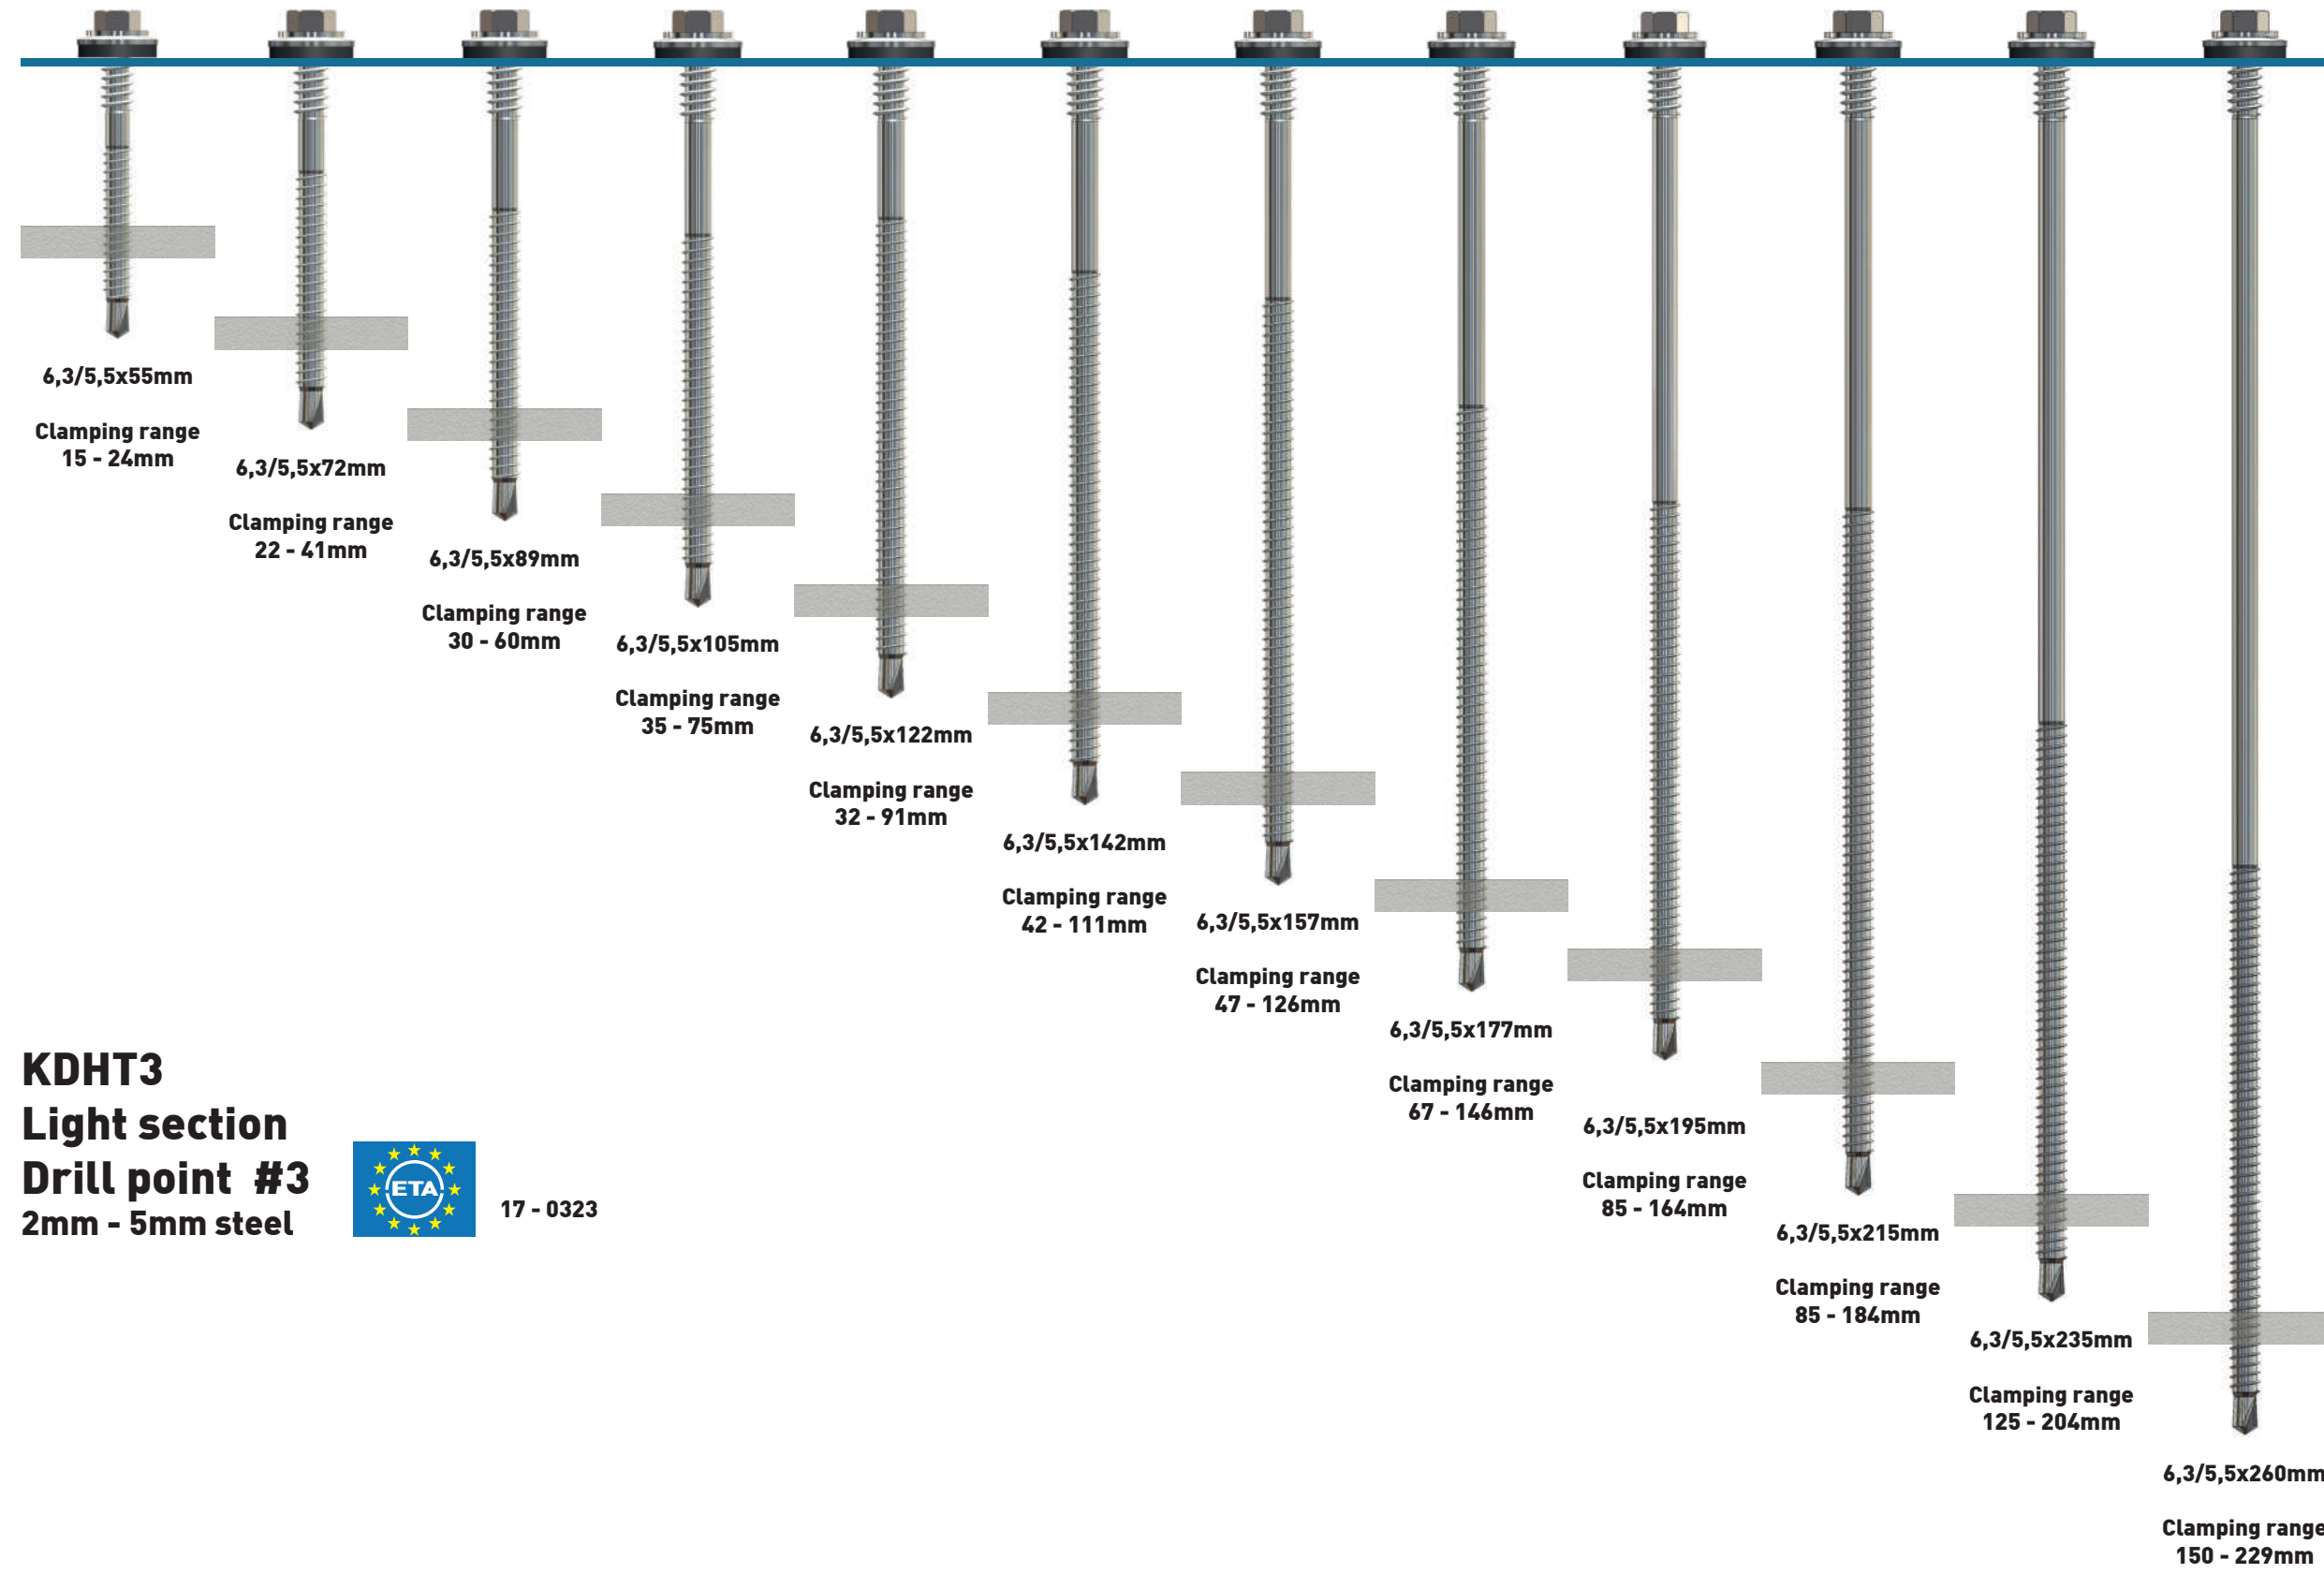 6,3/5,5x55mm
Clamping range
15 - 24mm
6,3/5,5x72mm
Clamping range
22 - 41mm
6,3/5,5x89mm
Clamping range
30 - 60mm
6,3/5,5x105mm
Clamping range
35 - 75mm
6,3/5,5x122mm
Clamping range
32 - 91mm
6,3/5,5x142mm
Clamping range
42 - 111mm
6,3/5,5x157mm
Clamping range
47 - 126mm
6,3/5,5x177mm
Clamping range
67 - 146mm
6,3/5,5x195mm
Clamping range
85 - 164mm
6,3/5,5x215mm
Clamping range
85 - 184mm
6,3/5,5x235mm
Clamping range
125 - 204mm
6,3/5,5x260mm
Clamping range
150 - 229mm
KDHT3
Light section
Drill point #3
2mm - 5mm steel
ETA
17 - 0323